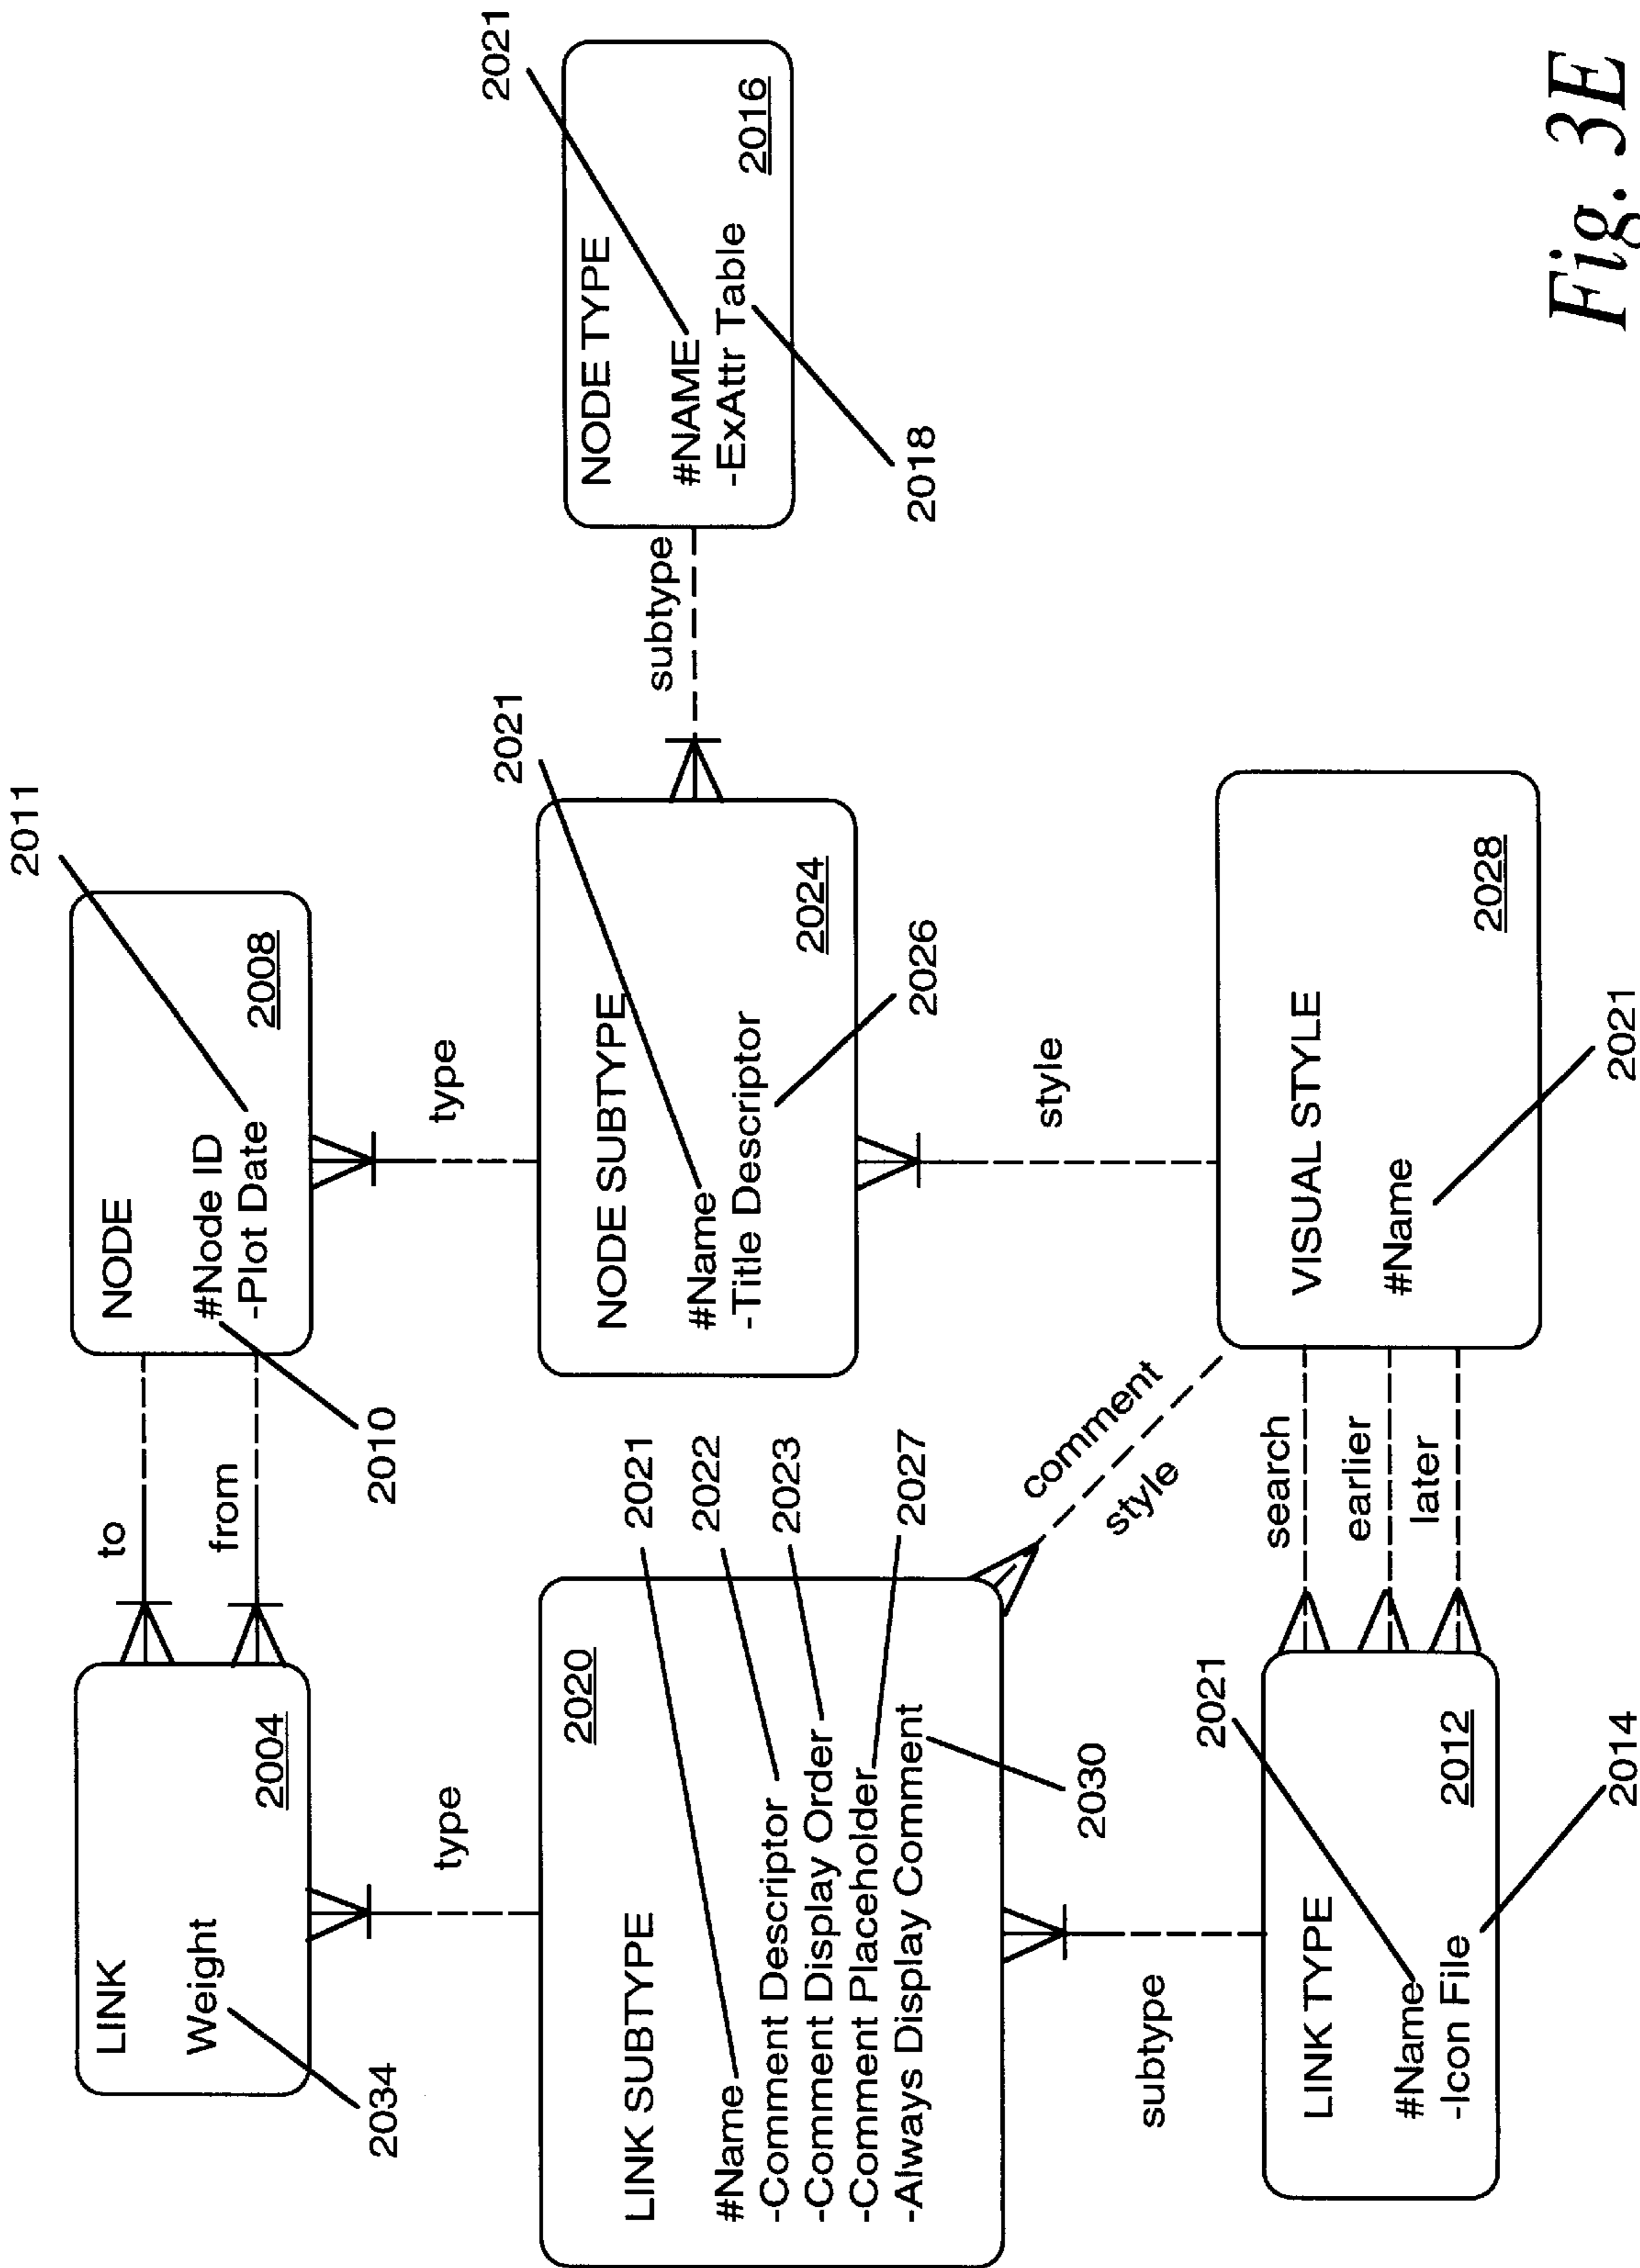 LINK
Weight
2004
2034
to
from
NODE
#Node ID
-Plot Date
2008
2010
2011
type
type
LINK SUBTYPE
2020
#Name
-Comment Descriptor
-Comment Display Order
-Comment Placeholder
-Always Display Comment
2021
2022
2023
2027
2030
NODE SUBTYPE
#Name
-Title Descriptor
2024
2021
2026
subtype
NODE TYPE
#NAME
-ExAttr Table
2016
2021
2018
subtype
comment
style
style
LINK TYPE
#Name
-Icon File
2012
2021
2014
search
earlier
later
VISUAL STYLE
#Name
2028
2021
Fig. 3E